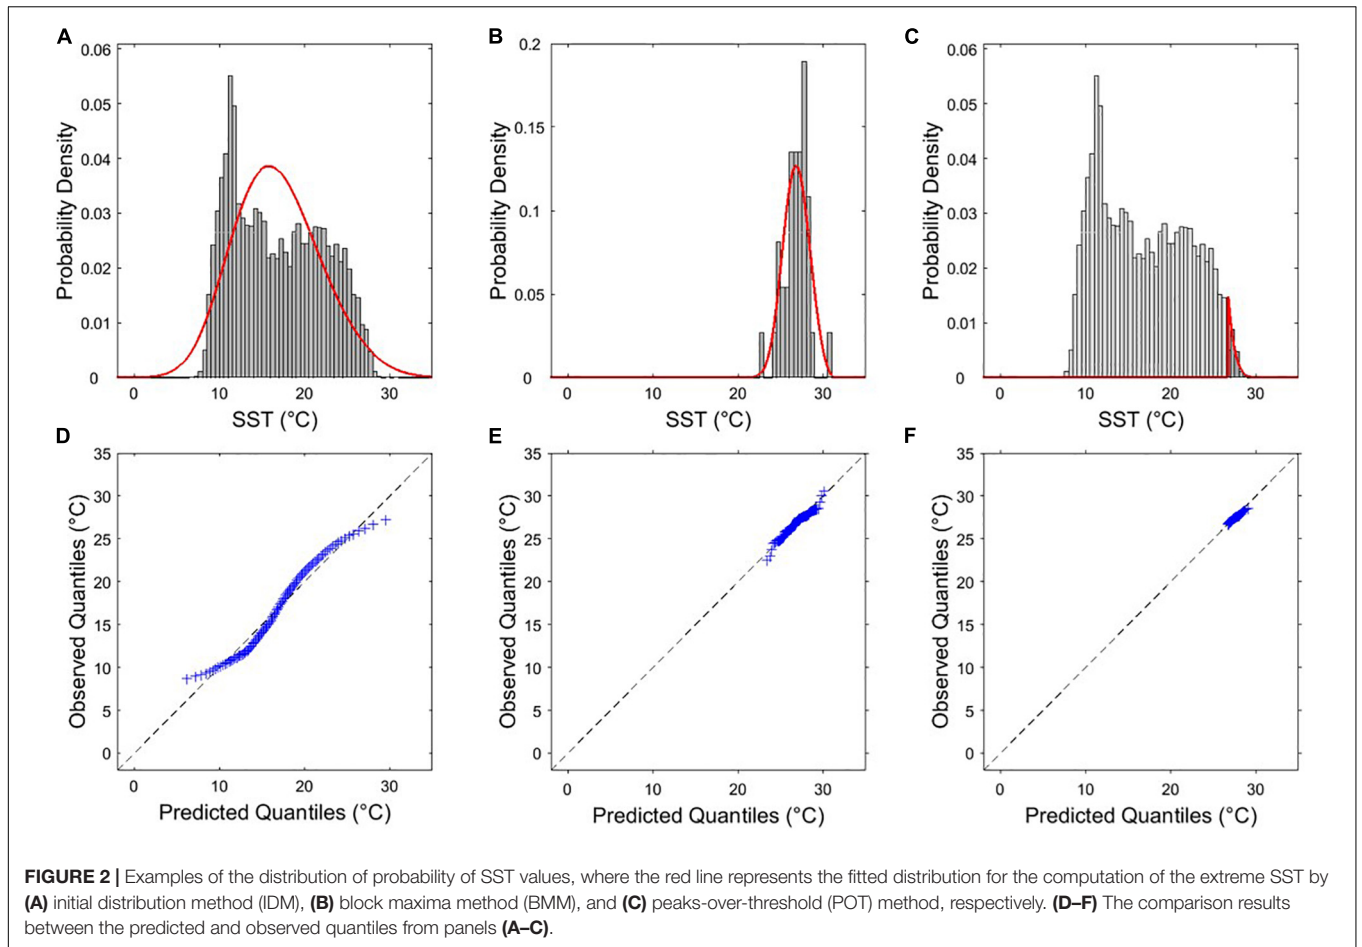 A
0.06
0.05
0.04
0.03
0.02
0.01
0
Probability Density
0 10 20 30
SST (°C)
B
0.2
0.15
0.1
0.05
0
Probability Density
0 10 20 30
SST (°C)
C
0.06
0.05
0.04
0.03
0.02
0.01
0
Probability Density
0 10 20 30
SST (°C)
D
35
30
25
20
15
10
5
0
Observed Quantiles (°C)
0 10 20 30
Predicted Quantiles (°C)
E
35
30
25
20
15
10
5
0
Observed Quantiles (°C)
0 10 20 30
Predicted Quantiles (°C)
F
35
30
25
20
15
10
5
0
Observed Quantiles (°C)
0 10 20 30
Predicted Quantiles (°C)
FIGURE 2 | Examples of the distribution of probability of SST values, where the red line represents the fitted distribution for the computation of the extreme SST by
(A) initial distribution method (IDM), (B) block maxima method (BMM), and (C) peaks-over-threshold (POT) method, respectively. (D–F) The comparison results
between the predicted and observed quantiles from panels (A–C).